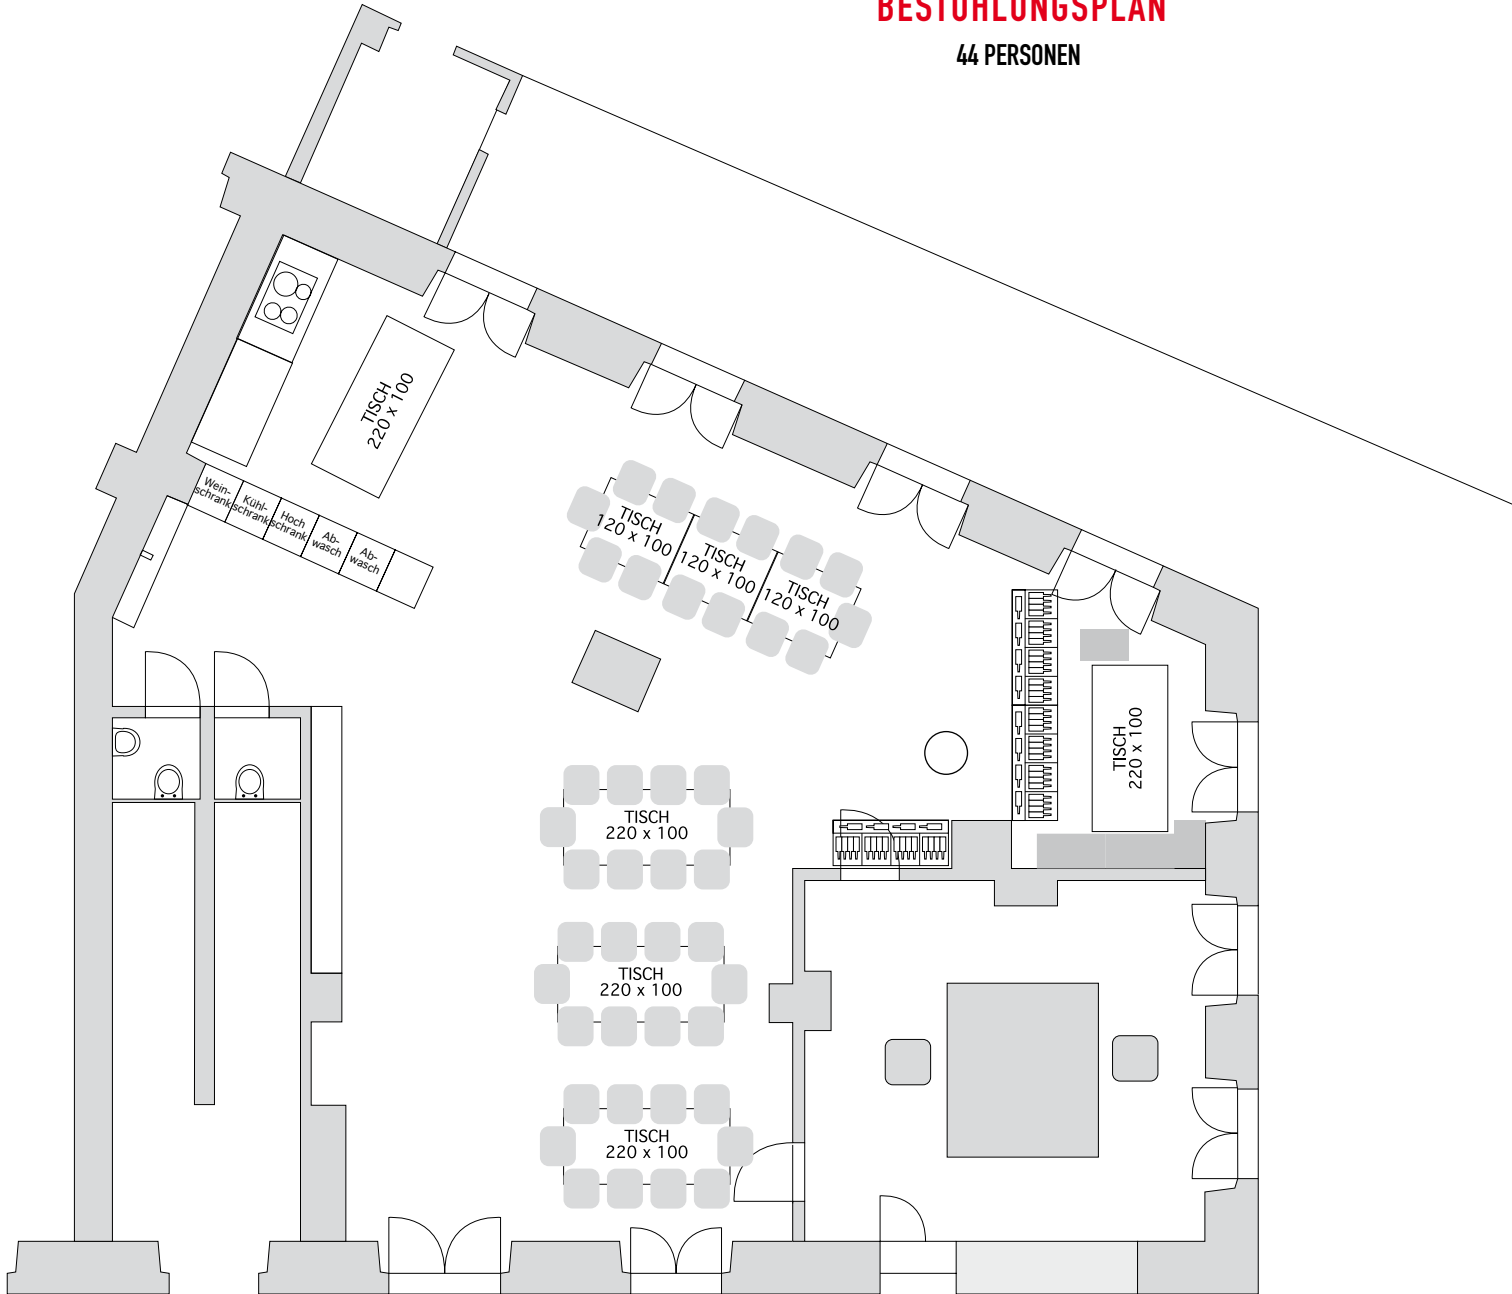 BESTUHLUNGSPLAN
44 PERSONEN
TISCH
220 x 100
Wein-
schrank
Kühl-
schrank
Hoch
schrank
Ab-
wasch
Ab-
wasch
TISCH
120 x 100
TISCH
120 x 100
TISCH
120 x 100
TISCH
220 x 100
TISCH
220 x 100
TISCH
220 x 100
TISCH
220 x 100